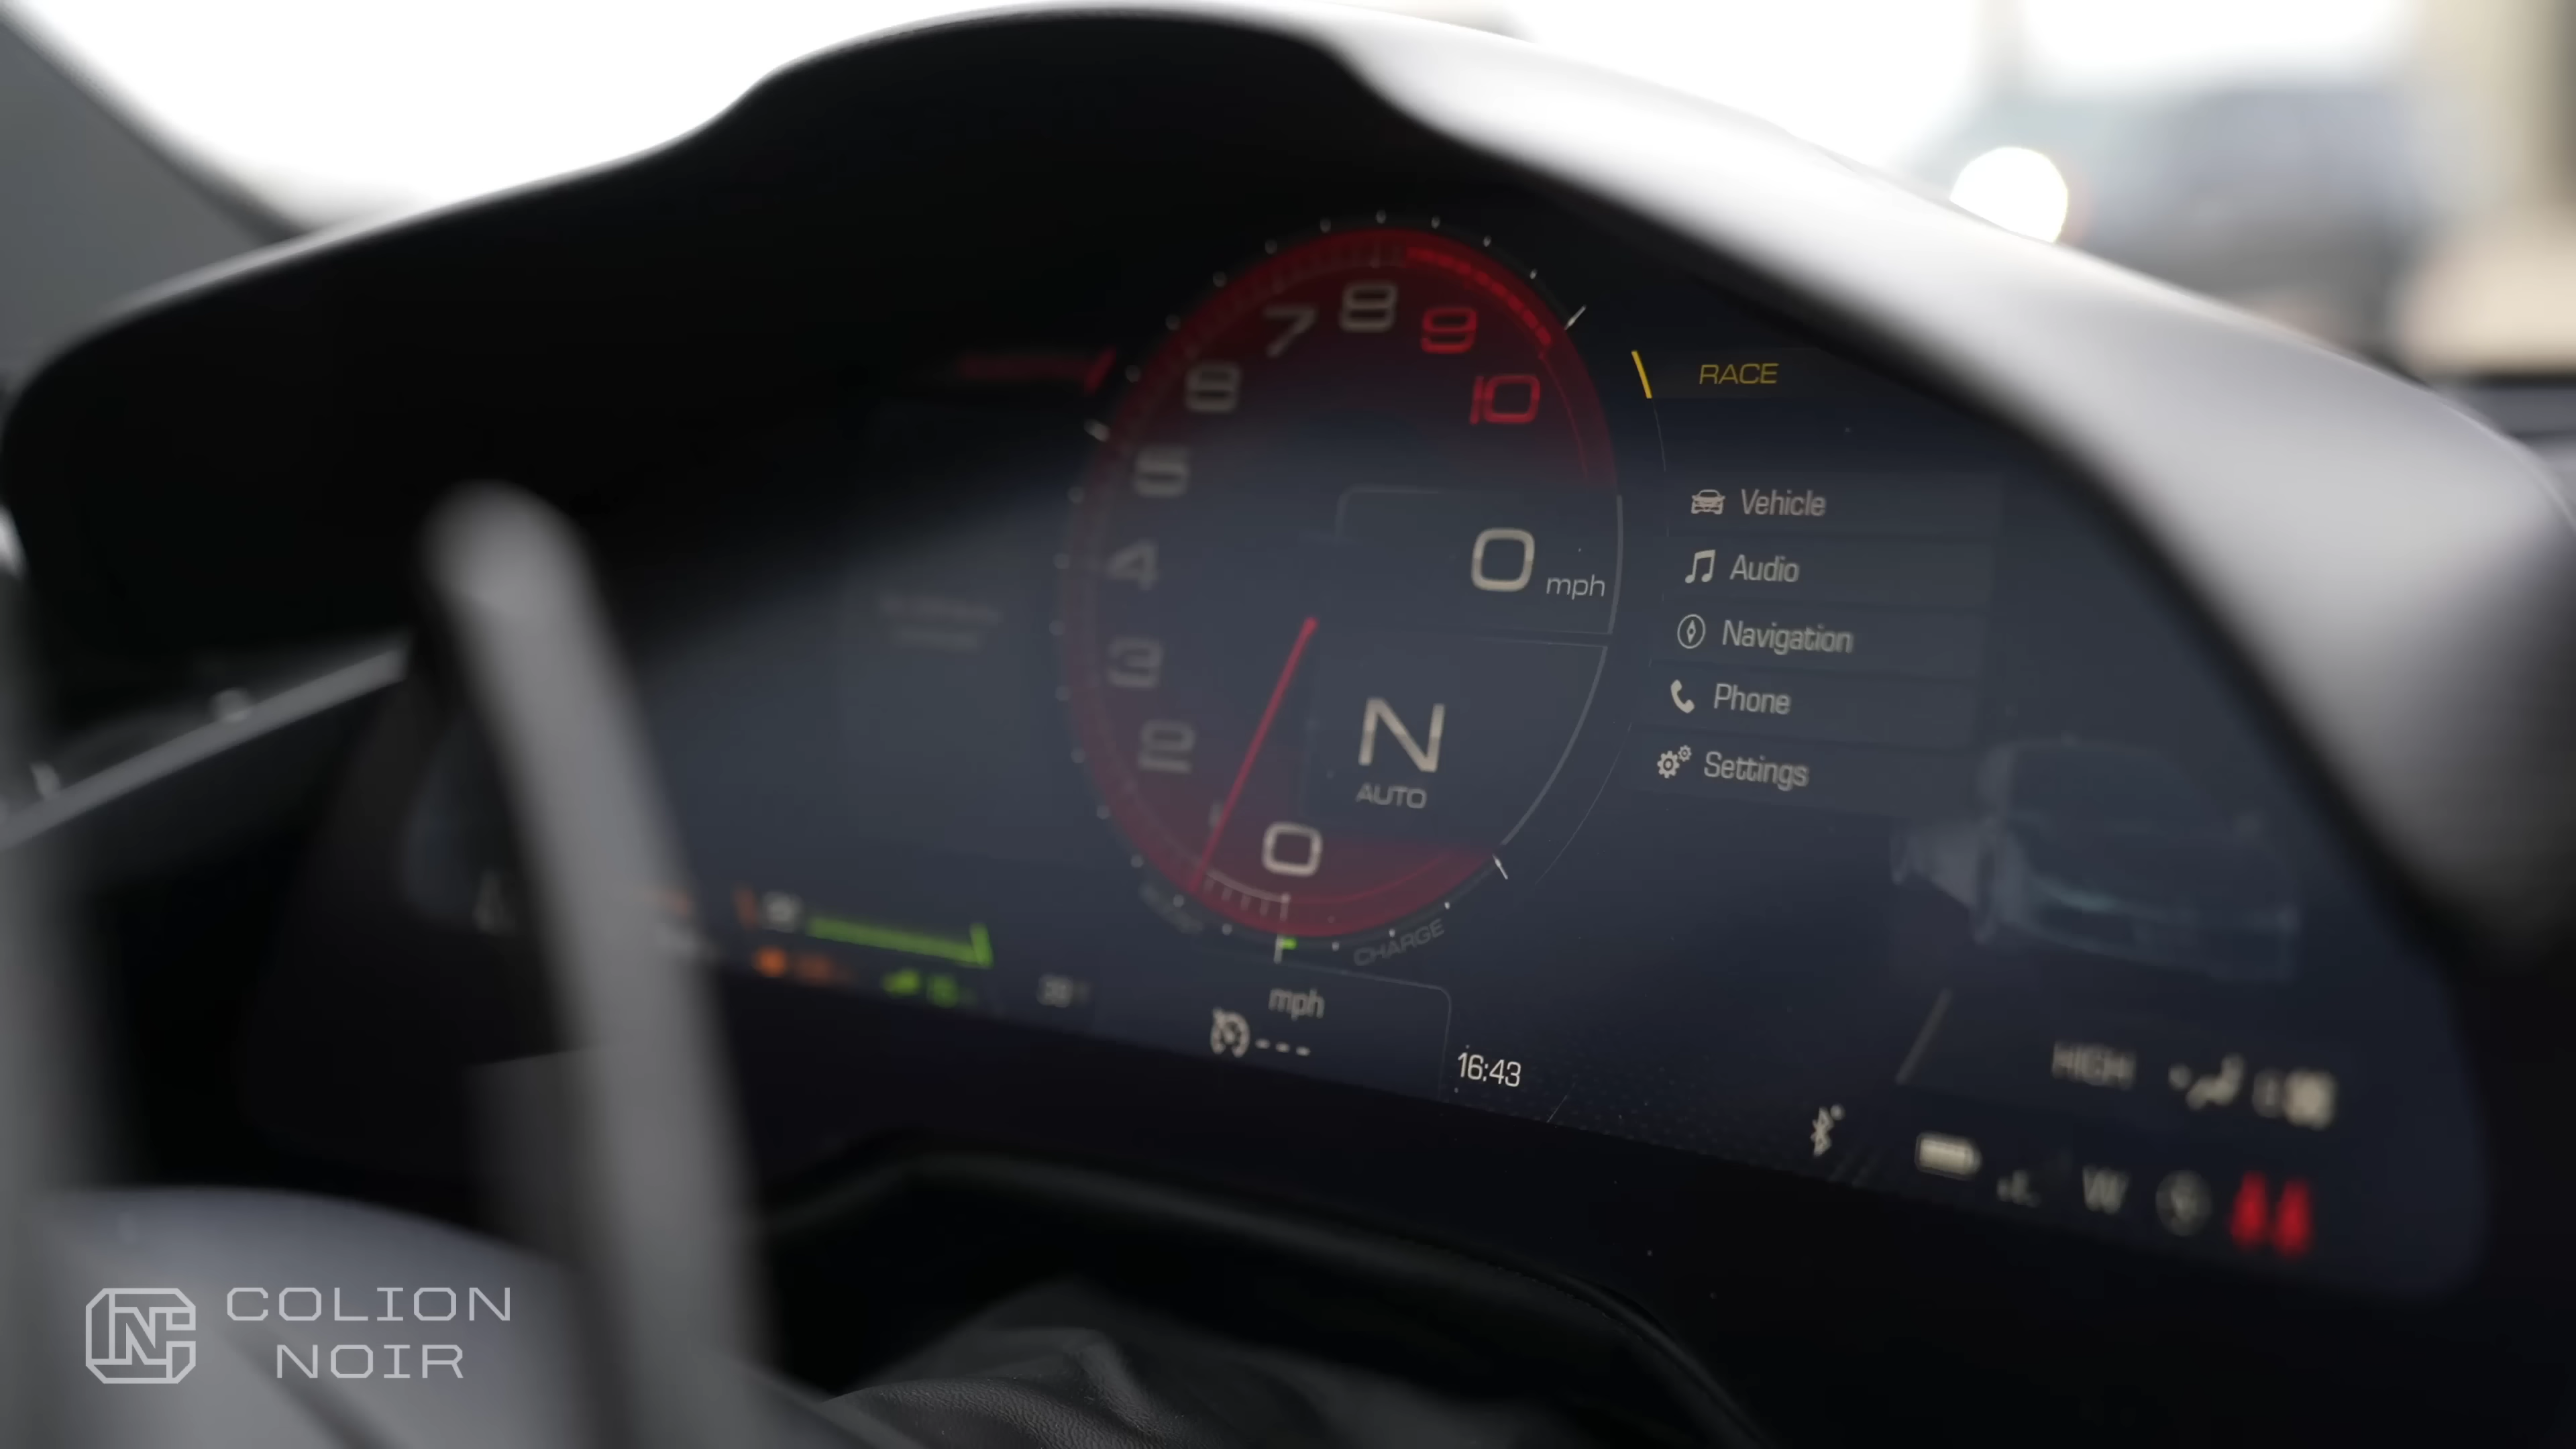 7 8 9
6 10
5
4
3
2
0
0 mph
N
AUTO
RACE
Vehicle
Audio
Navigation
Phone
Settings
CHARGE
mph
---
16:43
HIGH
W
COLION
NOIR